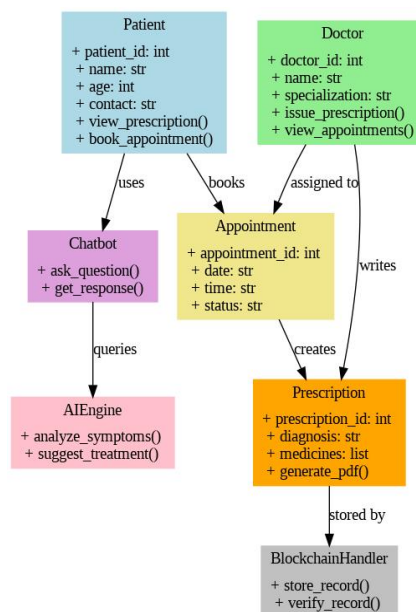 Patient
+ patient_id: int
+ name: str
+ age: int
+ contact: str
+ view_prescription()
+ book_appointment()
Doctor
+ doctor_id: int
+ name: str
+ specialization: str
+ issue_prescription()
+ view_appointments()
uses
books
assigned to
Chatbot
+ ask_question()
+ get_response()
Appointment
+ appointment_id: int
+ date: str
+ time: str
+ status: str
queries
creates
writes
AIEngine
+ analyze_symptoms()
+ suggest_treatment()
Prescription
+ prescription_id: int
+ diagnosis: str
+ medicines: list
+ generate_pdf()
stored by
BlockchainHandler
+ store_record()
+ verify_record()